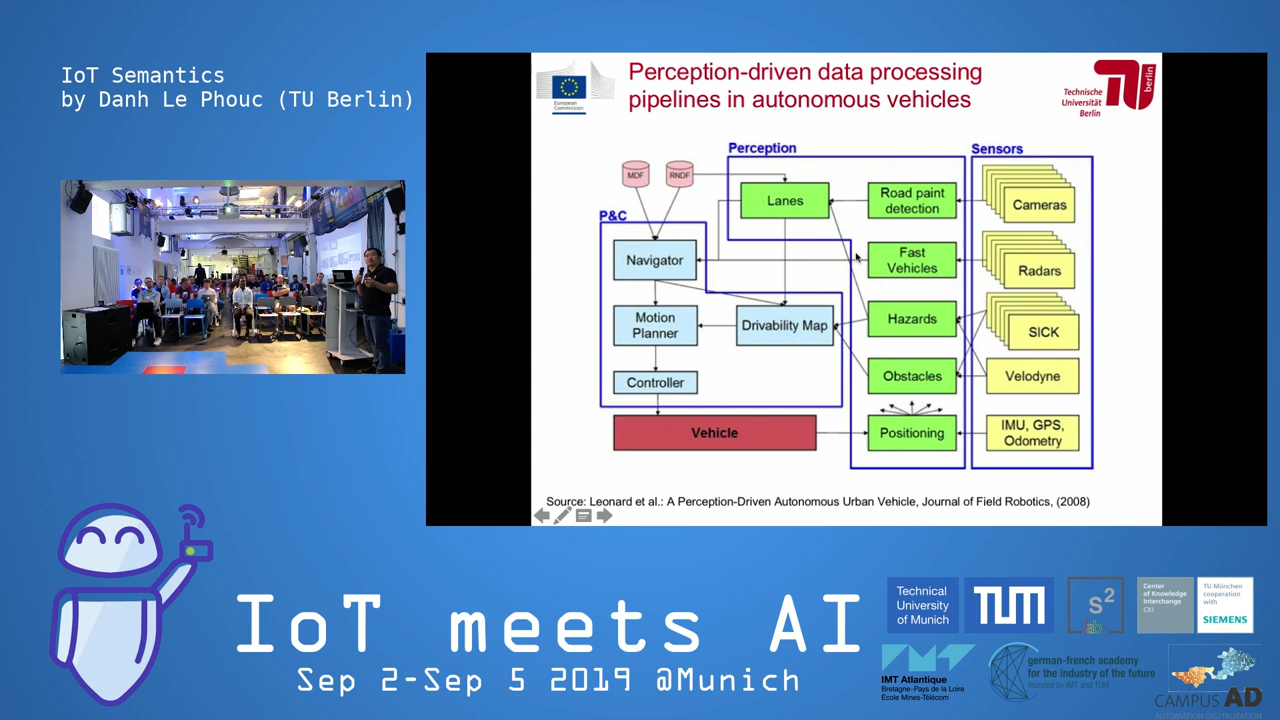 IoT Semantics
by Danh Le Phouc (TU Berlin)
European
Commission
Perception-driven data processing
pipelines in autonomous vehicles
Technische
Universität
Berlin
berlin
Perception
Sensors
MDF
RNDF
Lanes
Road paint
detection
Cameras
P&C
Navigator
Fast
Vehicles
Radars
Motion
Planner
Drivability Map
Hazards
SICK
Controller
Obstacles
Velodyne
Vehicle
Positioning
IMU, GPS,
Odometry
Source: Leonard et al.: A Perception-Driven Autonomous Urban Vehicle, Journal of Field Robotics, (2008)
IoT meets AI
Sep 2-Sep 5 2019 @Munich
Technical
University
of Munich
TUM
s2
lab
Center
of Knowledge
Interchange
CKI
TU München
cooperation
with
SIEMENS
IMT Atlantique
Bretagne-Pays de la Loire
École Mines-Télécom
german-french academy
for the industry of the future
founded by IMT and TUM
CAMPUS AD
AUTOMATION DIGITALIZATION